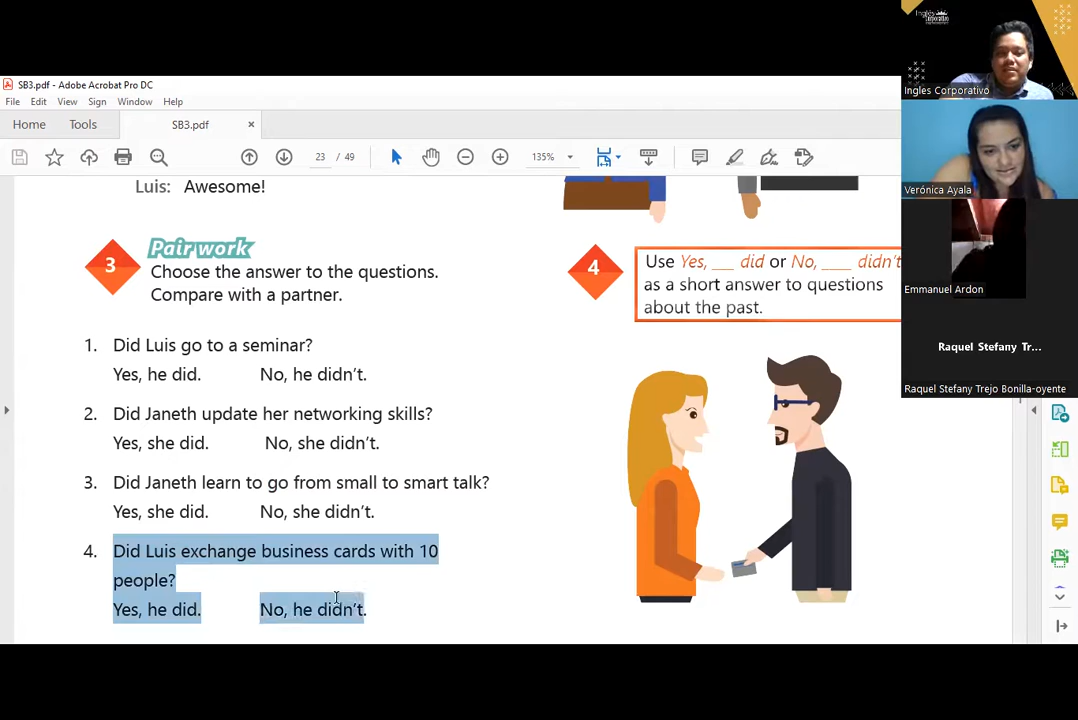 SB3.pdf - Adobe Acrobat Pro DC
File Edit View Sign Window Help
Home Tools SB3.pdf ×
23 / 49 135%
Luis: Awesome!
3 Pair work
Choose the answer to the questions.
Compare with a partner.
1. Did Luis go to a seminar?
Yes, he did. No, he didn't.
2. Did Janeth update her networking skills?
Yes, she did. No, she didn't.
3. Did Janeth learn to go from small to smart talk?
Yes, she did. No, she didn't.
4. Did Luis exchange business cards with 10
people?
Yes, he did. No, he didn't.
4 Use Yes, __ did or No, ___ didn't
as a short answer to questions
about the past.
Inglés
Corporativo
Ingles Corporativo
Verónica Ayala
Emmanuel Ardon
Raquel Stefany Tr...
Raquel Stefany Trejo Bonilla-oyente